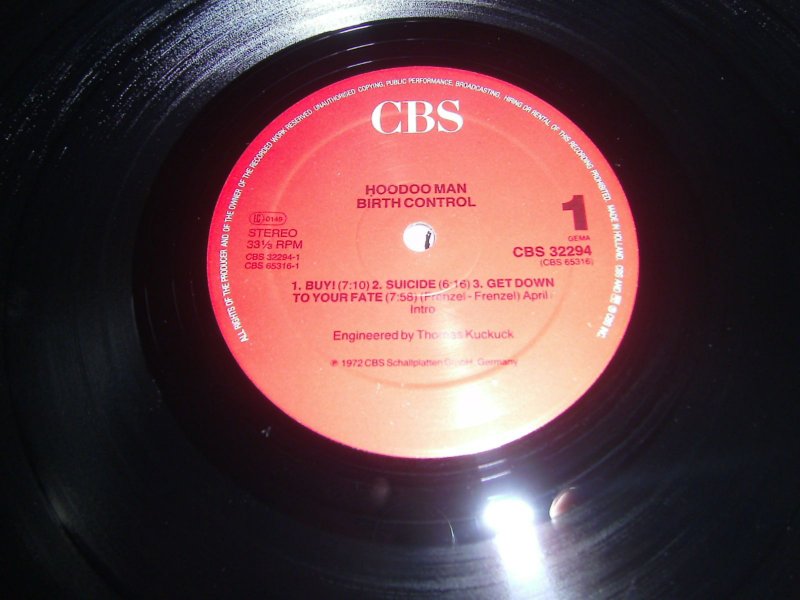 ALL RIGHTS OF THE PRODUCER AND OF THE OWNER OF THE RECORDED WORK RESERVED. UNAUTHORISED COPYING, PUBLIC PERFORMANCE, BROADCASTING, HIRING OR RENTAL OF THIS RECORDING PROHIBITED. MADE IN HOLLAND.
CBS
HOODOO MAN
BIRTH CONTROL
LC 0149
STEREO
33⅓ RPM
CBS 32294-1
CBS 65316-1
1
GEMA
CBS 32294
(CBS 65316)
1. BUY! (7:10) 2. SUICIDE (6:16) 3. GET DOWN
TO YOUR FATE (7:58) (Frenzel - Frenzel) April
Intro
Engineered by Thomas Kuckuck
℗ 1972 CBS Schallplatten GmbH, Germany